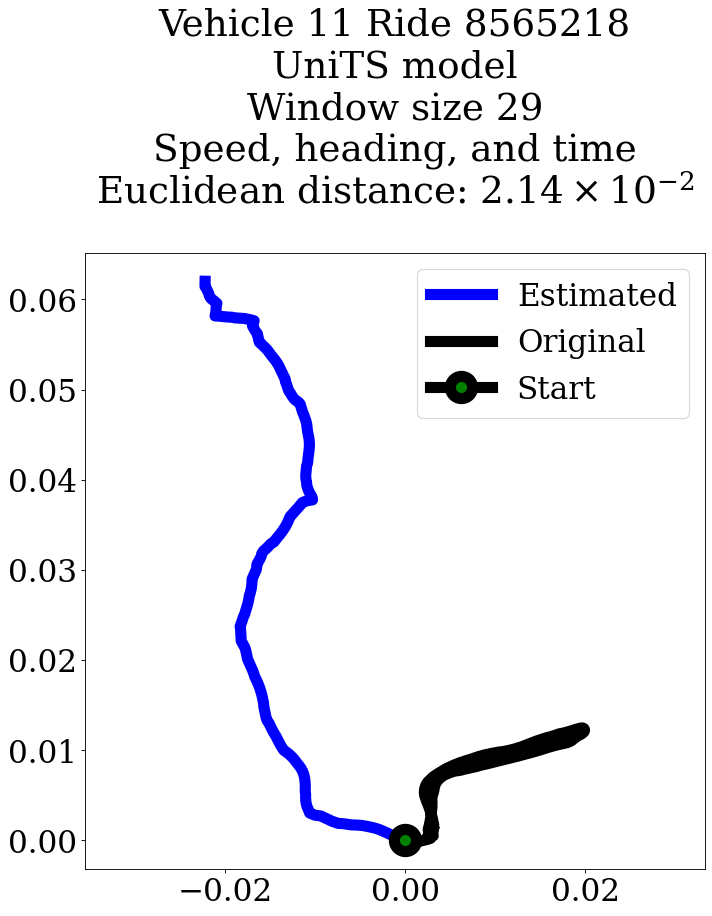 Vehicle 11 Ride 8565218
UniTS model
Window size 29
Speed, heading, and time
Euclidean distance: 2.14 × 10⁻²
Estimated
Original
Start
0.06
0.05
0.04
0.03
0.02
0.01
0.00
−0.02 0.00 0.02